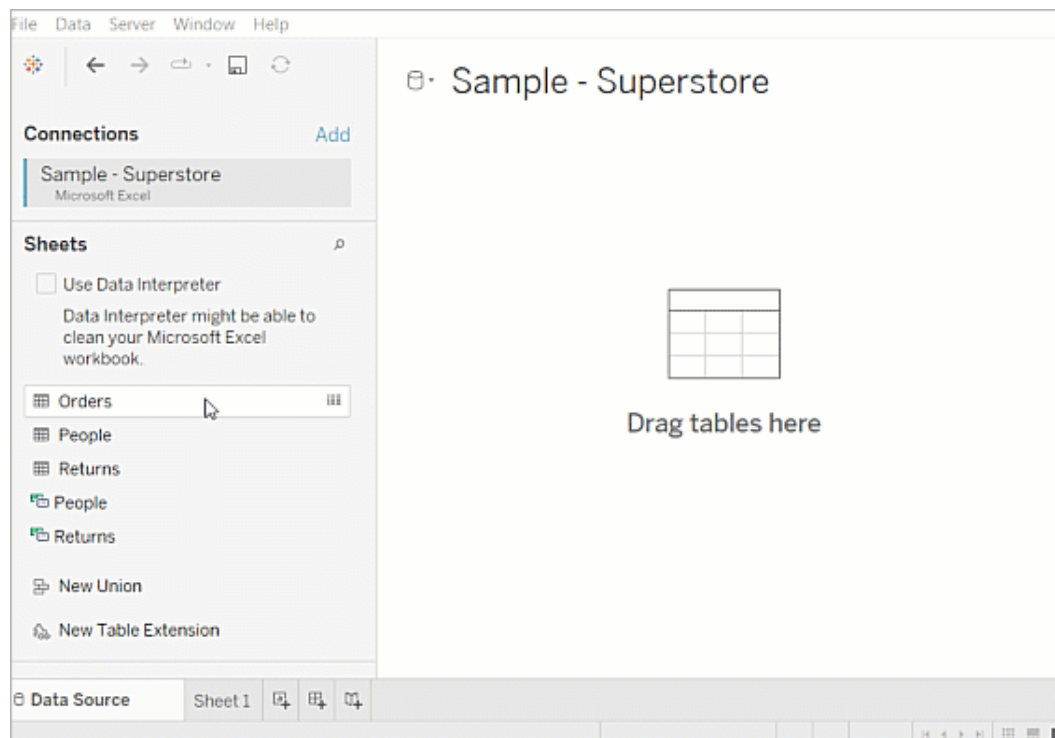 File Data Server Window Help
Sample - Superstore
Connections Add
Sample - Superstore
Microsoft Excel
Sheets
Use Data Interpreter
Data Interpreter might be able to
clean your Microsoft Excel
workbook.
Orders
People
Returns
People
Returns
New Union
New Table Extension
Drag tables here
Data Source Sheet 1